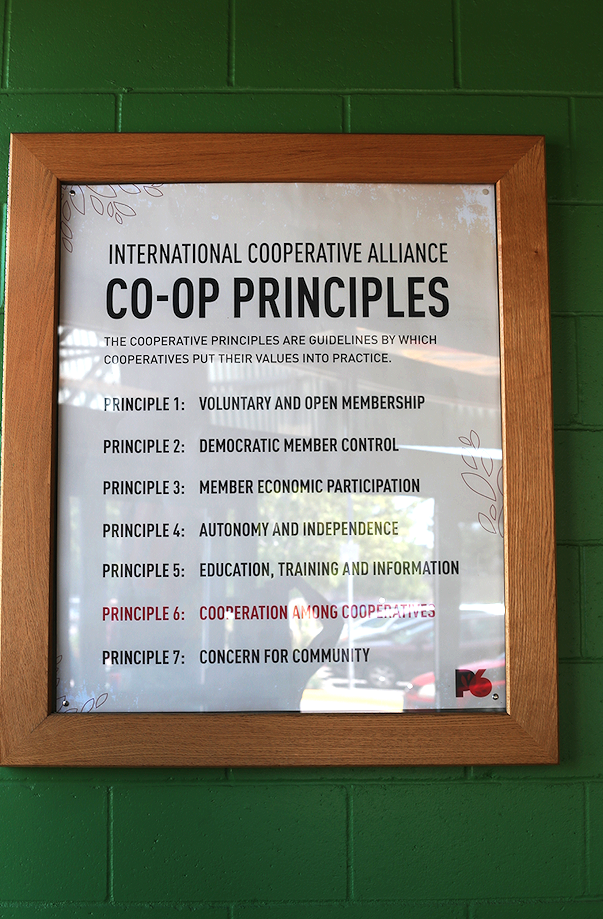 INTERNATIONAL COOPERATIVE ALLIANCE
CO-OP PRINCIPLES
THE COOPERATIVE PRINCIPLES ARE GUIDELINES BY WHICH
COOPERATIVES PUT THEIR VALUES INTO PRACTICE.
PRINCIPLE 1: VOLUNTARY AND OPEN MEMBERSHIP
PRINCIPLE 2: DEMOCRATIC MEMBER CONTROL
PRINCIPLE 3: MEMBER ECONOMIC PARTICIPATION
PRINCIPLE 4: AUTONOMY AND INDEPENDENCE
PRINCIPLE 5: EDUCATION, TRAINING AND INFORMATION
PRINCIPLE 6: COOPERATION AMONG COOPERATIVES
PRINCIPLE 7: CONCERN FOR COMMUNITY
P6